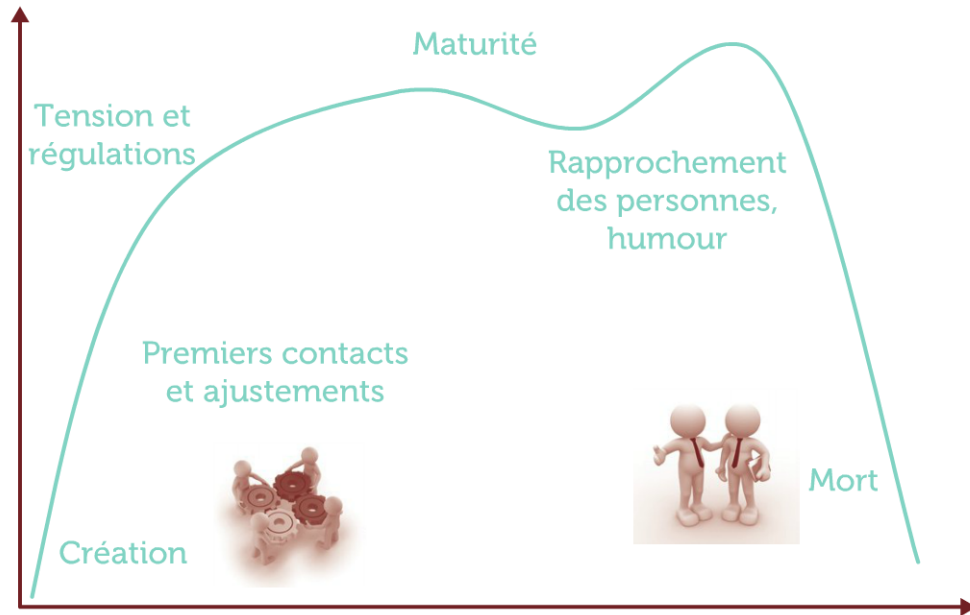 Maturité
Tension et
régulations
Rapprochement
des personnes,
humour
Premiers contacts
et ajustements
Mort
Création